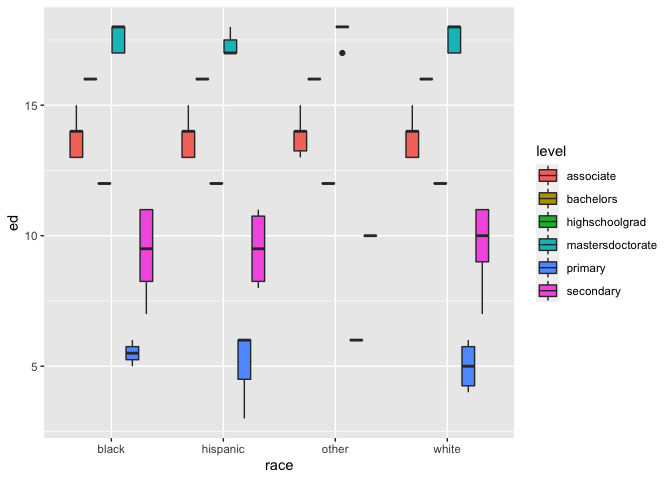 15
10
5
ed
black hispanic other white
race
level
associate
bachelors
highschoolgrad
mastersdoctorate
primary
secondary